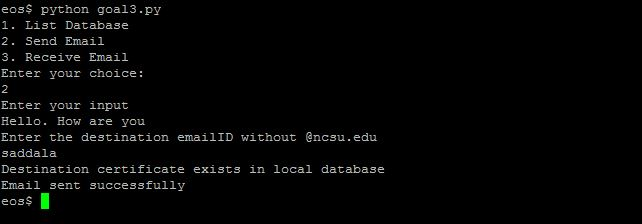 eos$ python goal3.py
1. List Database
2. Send Email
3. Receive Email
Enter your choice:
2
Enter your input
Hello. How are you
Enter the destination emailID without @ncsu.edu
saddala
Destination certificate exists in local database
Email sent successfully
eos$